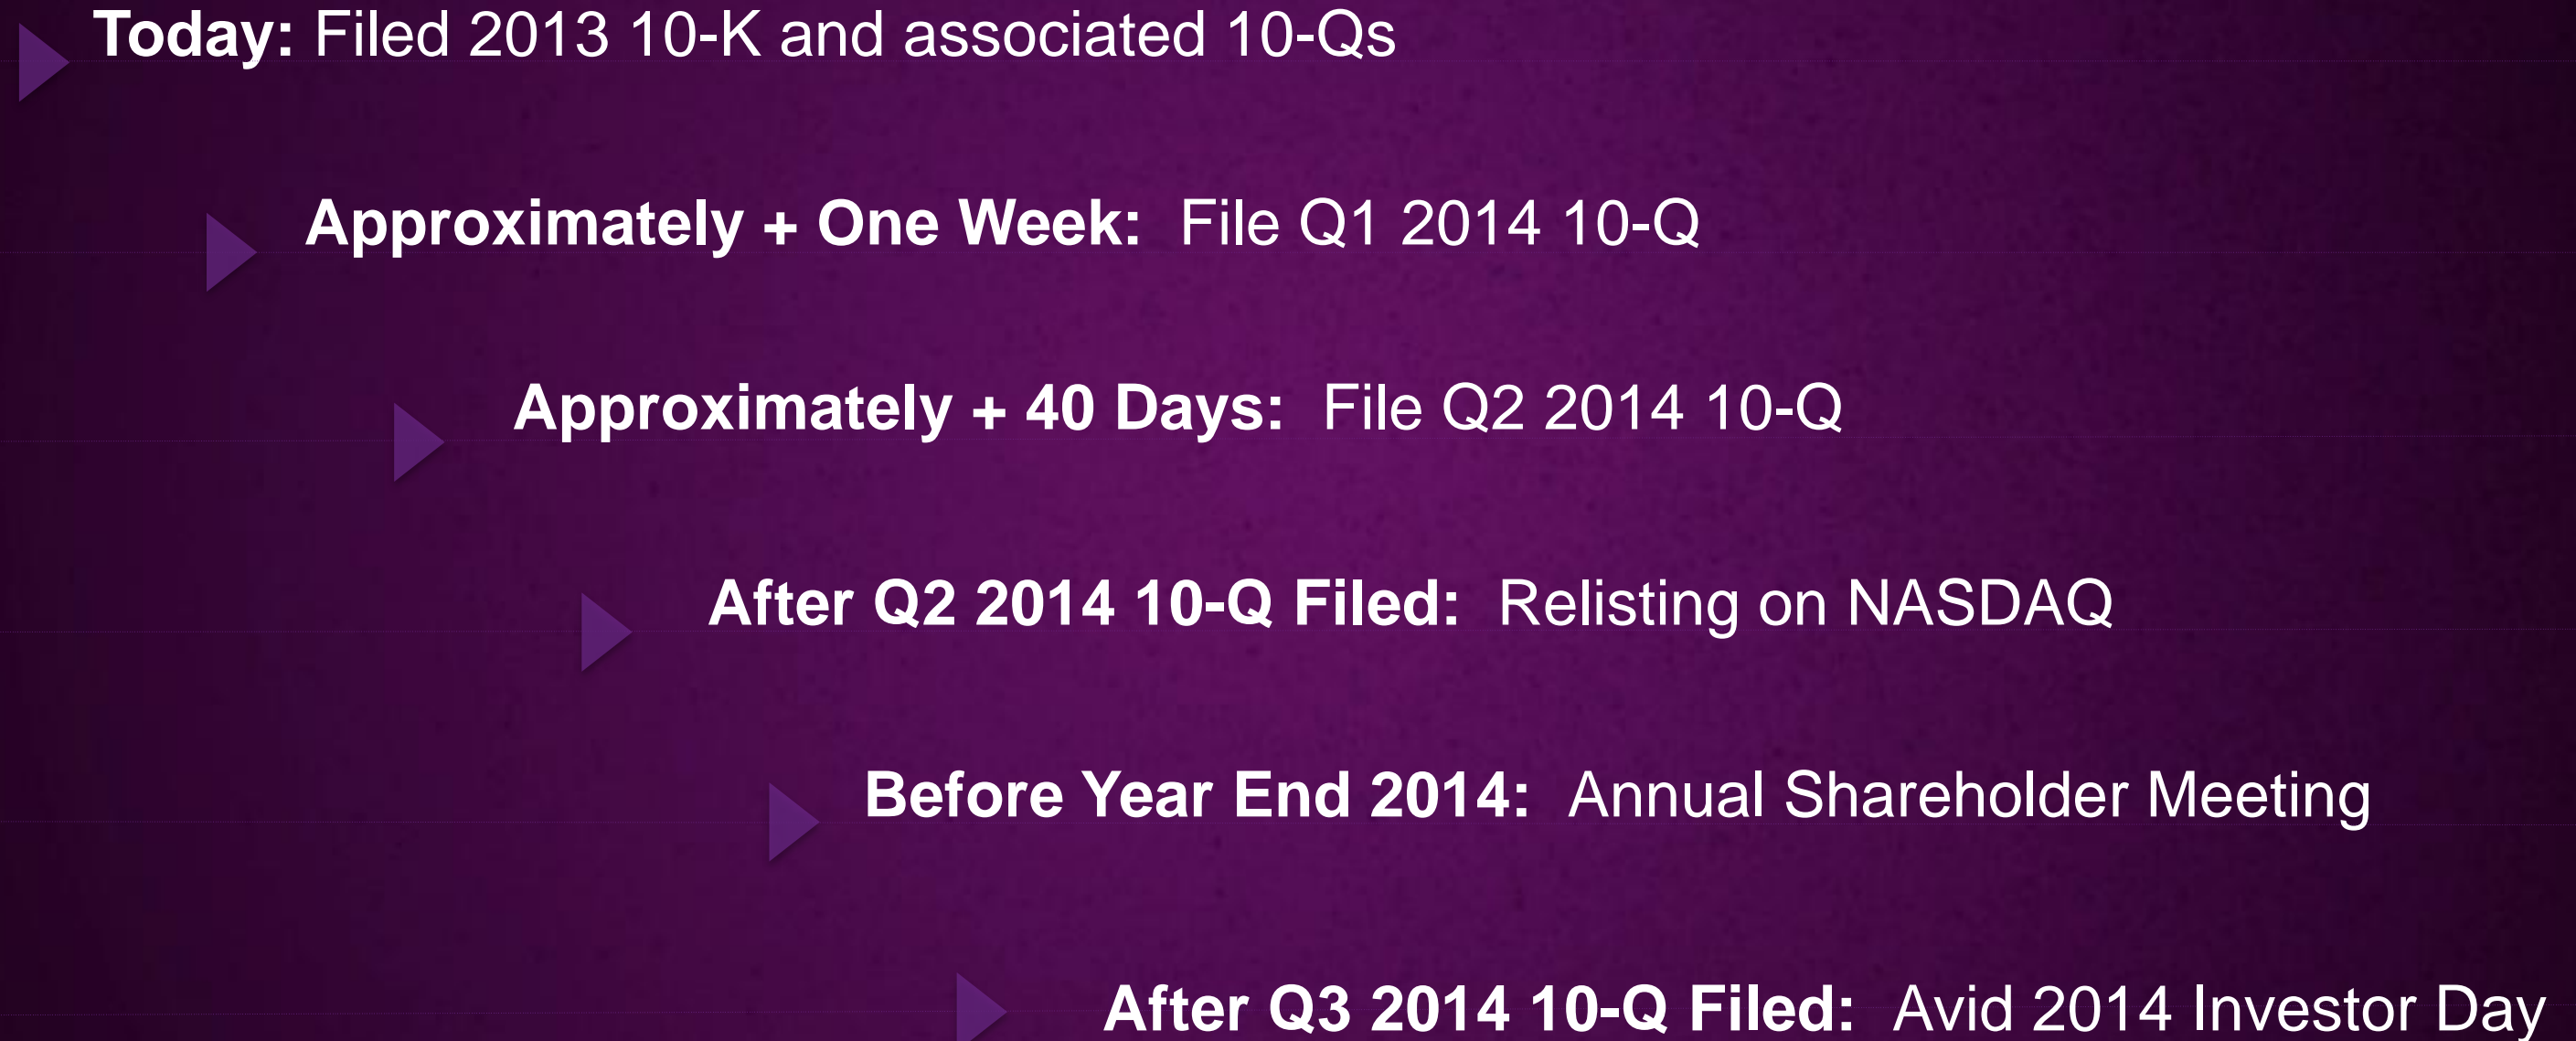 Today: Filed 2013 10-K and associated 10-Qs
Approximately + One Week: File Q1 2014 10-Q
Approximately + 40 Days: File Q2 2014 10-Q
After Q2 2014 10-Q Filed: Relisting on NASDAQ
Before Year End 2014: Annual Shareholder Meeting
After Q3 2014 10-Q Filed: Avid 2014 Investor Day